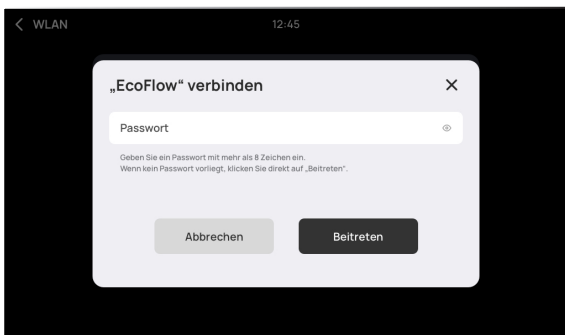 WLAN
12:45
„EcoFlow“ verbinden
Passwort
Geben Sie ein Passwort mit mehr als 8 Zeichen ein.
Wenn kein Passwort vorliegt, klicken Sie direkt auf „Beitreten“.
Abbrechen
Beitreten